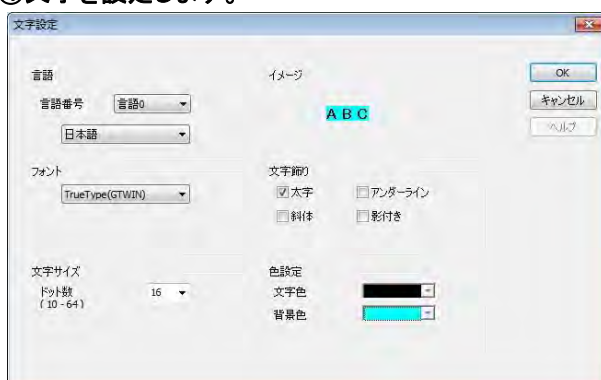 文字を設定します。
文字設定
言語
言語番号 言語0
日本語
イメージ
ABC
OK
キャンセル
ヘルプ
フォント
TrueType(GTWIN)
文字飾り
太字 アンダーライン
斜体 影付き
文字サイズ
ドット数 16
(10-64)
色設定
文字色
背景色